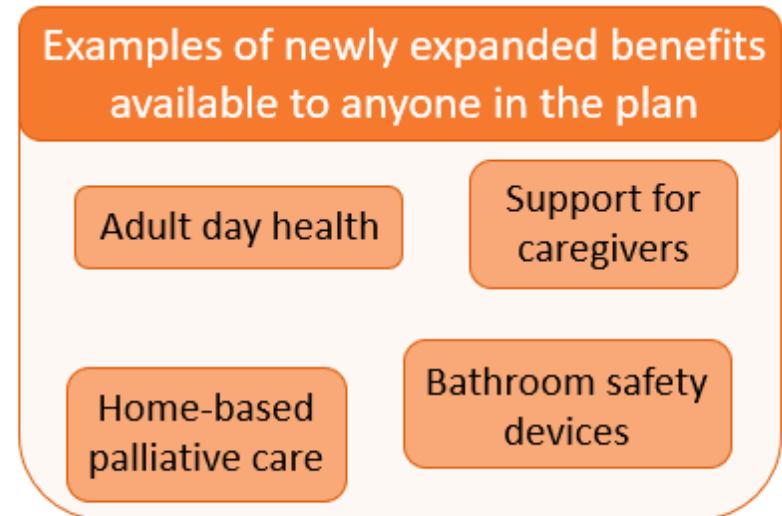 Examples of newly expanded benefits
available to anyone in the plan
Adult day health
Support for
caregivers
Home-based
palliative care
Bathroom safety
devices